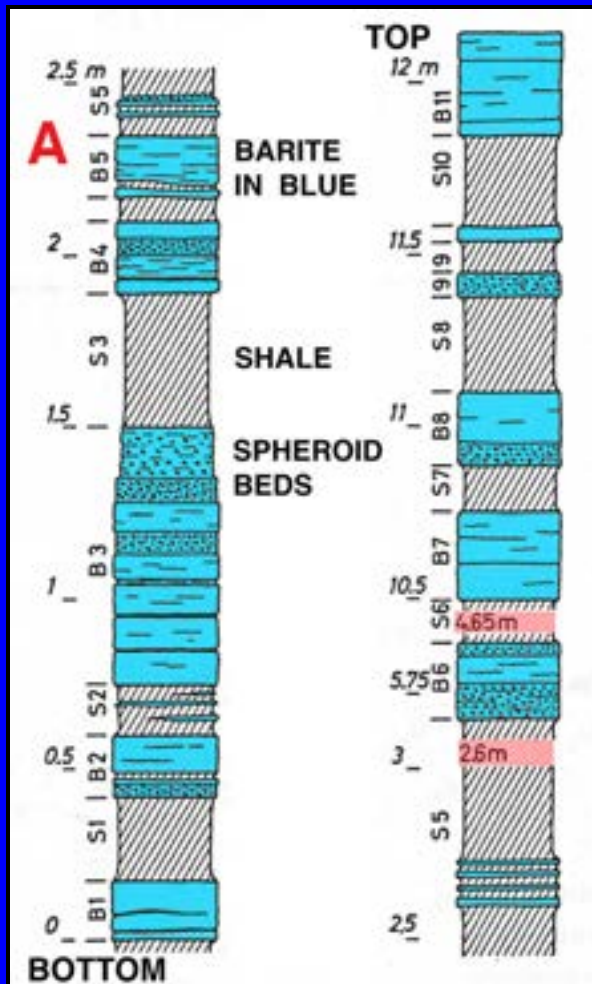 TOP
2.5 m
S5
A
B5
BARITE
IN BLUE
2
B4
S3
SHALE
1.5
SPHEROID
BEDS
B3
1
S2
0.5
B2
S1
B1
0
BOTTOM
12 m
B11
S10
11.5
9
9
S8
11
B8
S7
B7
10.5
S6
4.65m
5.75
B6
3
2.6m
S5
2.5